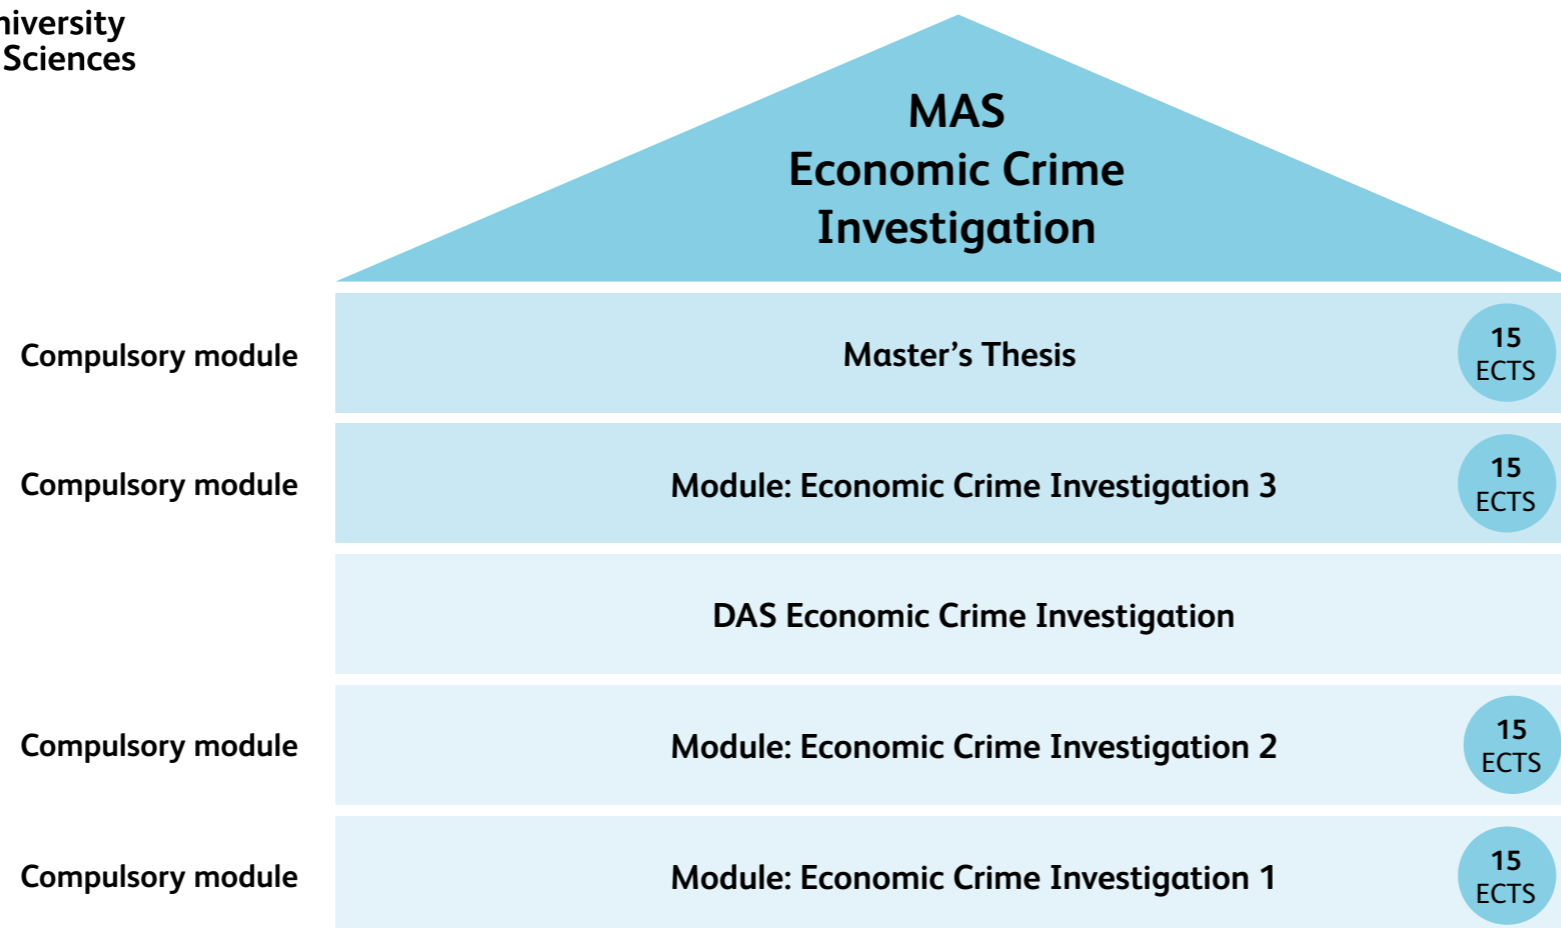 Sciences
MAS
Economic Crime
Investigation
Compulsory module
Master’s Thesis
15
ECTS
Compulsory module
Module: Economic Crime Investigation 3
15
ECTS
DAS Economic Crime Investigation
Compulsory module
Module: Economic Crime Investigation 2
15
ECTS
Compulsory module
Module: Economic Crime Investigation 1
15
ECTS